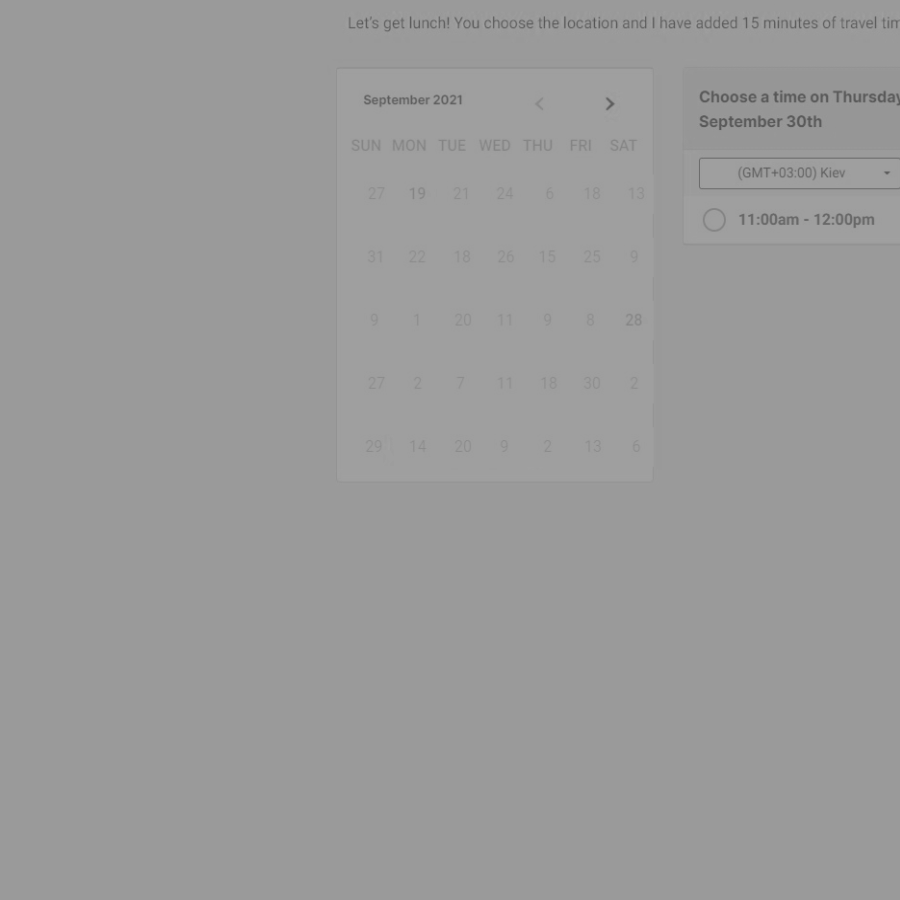 Let's get lunch! You choose the location and I have added 15 minutes of travel
September 2021
SUN MON TUE WED THU FRI SAT
27 19 21 24 6 18 13
31 22 18 26 15 25 9
9 1 20 11 9 8 28
27 2 7 11 18 30 2
29 14 20 9 2 13 6
Choose a time on Thursday
September 30th
(GMT+03:00) Kiev
11:00am - 12:00pm